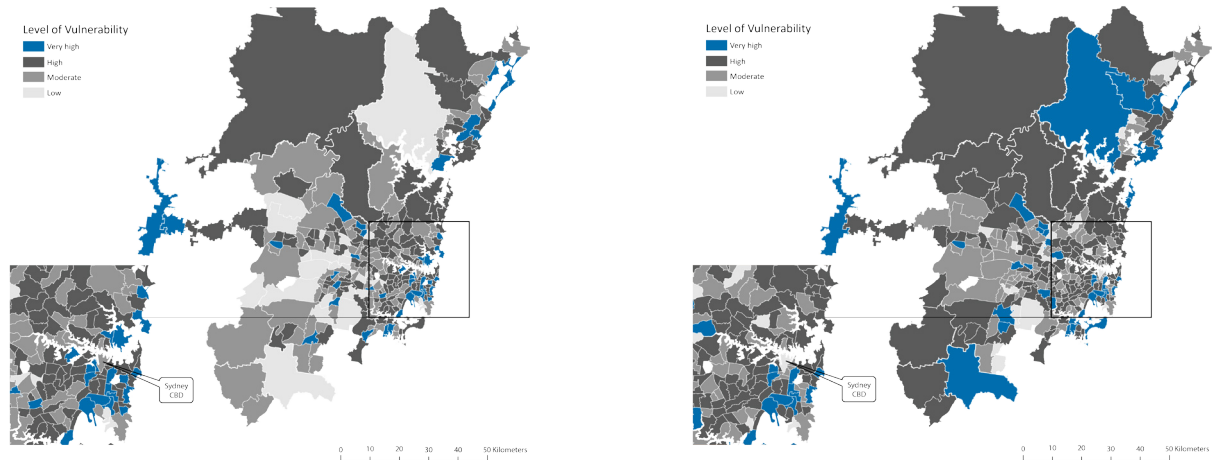 Level of Vulnerability
Very high
High
Moderate
Low
Sydney
CBD
0 10 20 30 40 50 Kilometers
Level of Vulnerability
Very high
High
Moderate
Low
Sydney
CBD
0 10 20 30 40 50 Kilometers